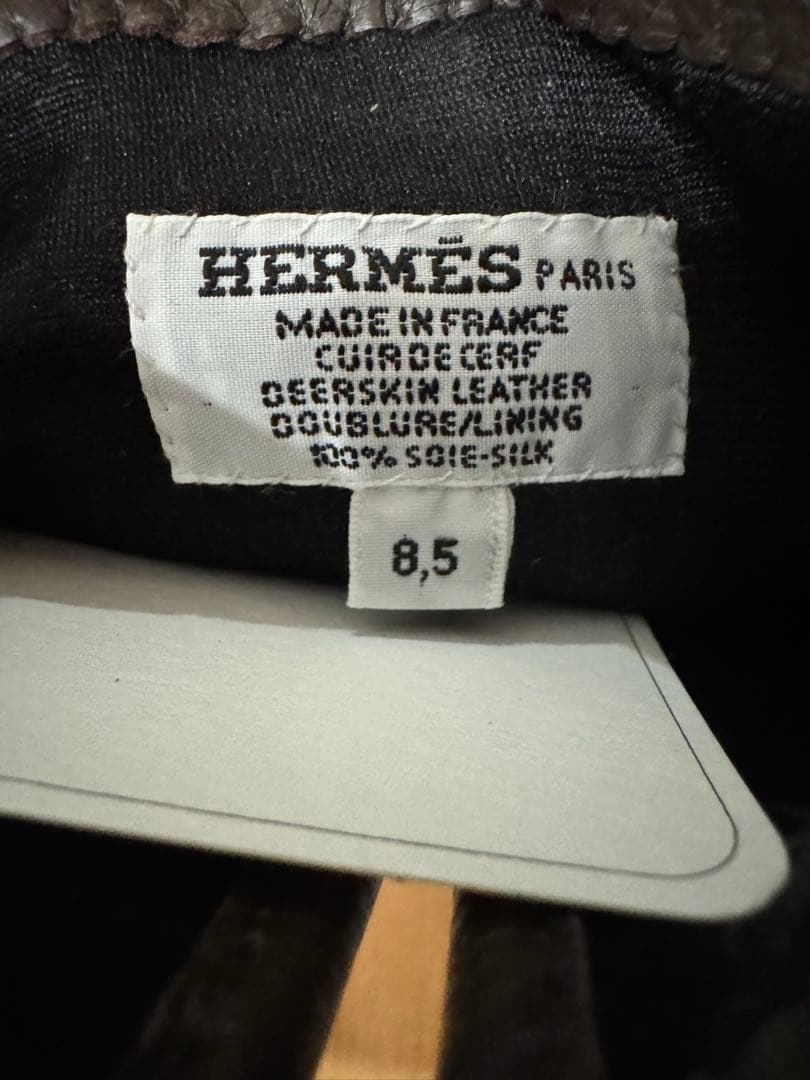 HERMÈS PARIS
MADE IN FRANCE
CUIR DE CERF
DEERSKIN LEATHER
DOUBLURE/LINING
100% SOIE-SILK
8,5